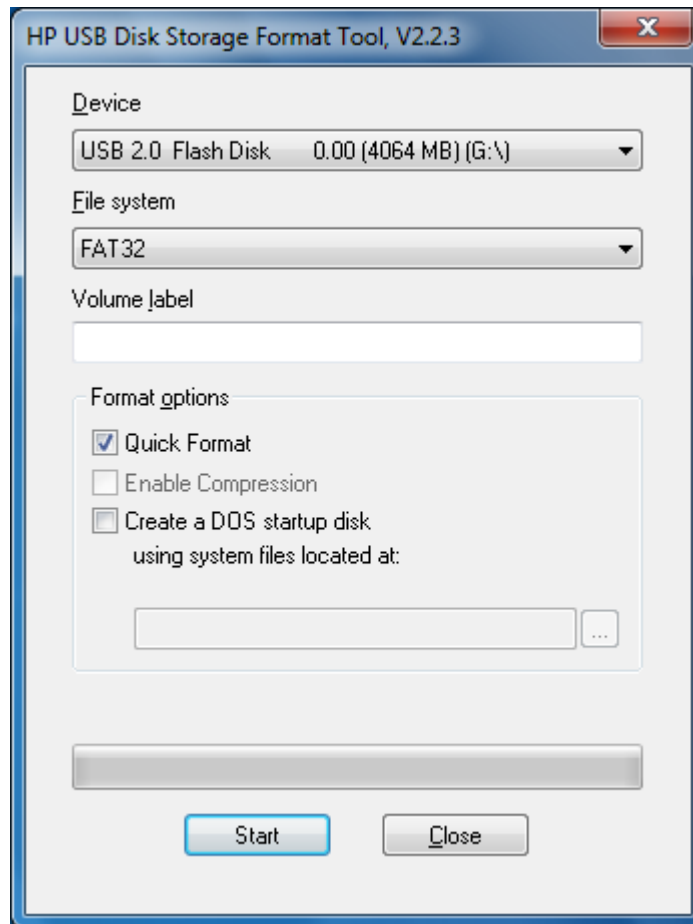 HP USB Disk Storage Format Tool, V2.2.3
Device
USB 2.0 Flash Disk 0.00 (4064 MB) (G:\)
File system
FAT32
Volume label
Format options
Quick Format
Enable Compression
Create a DOS startup disk
using system files located at:
...
Start
Close